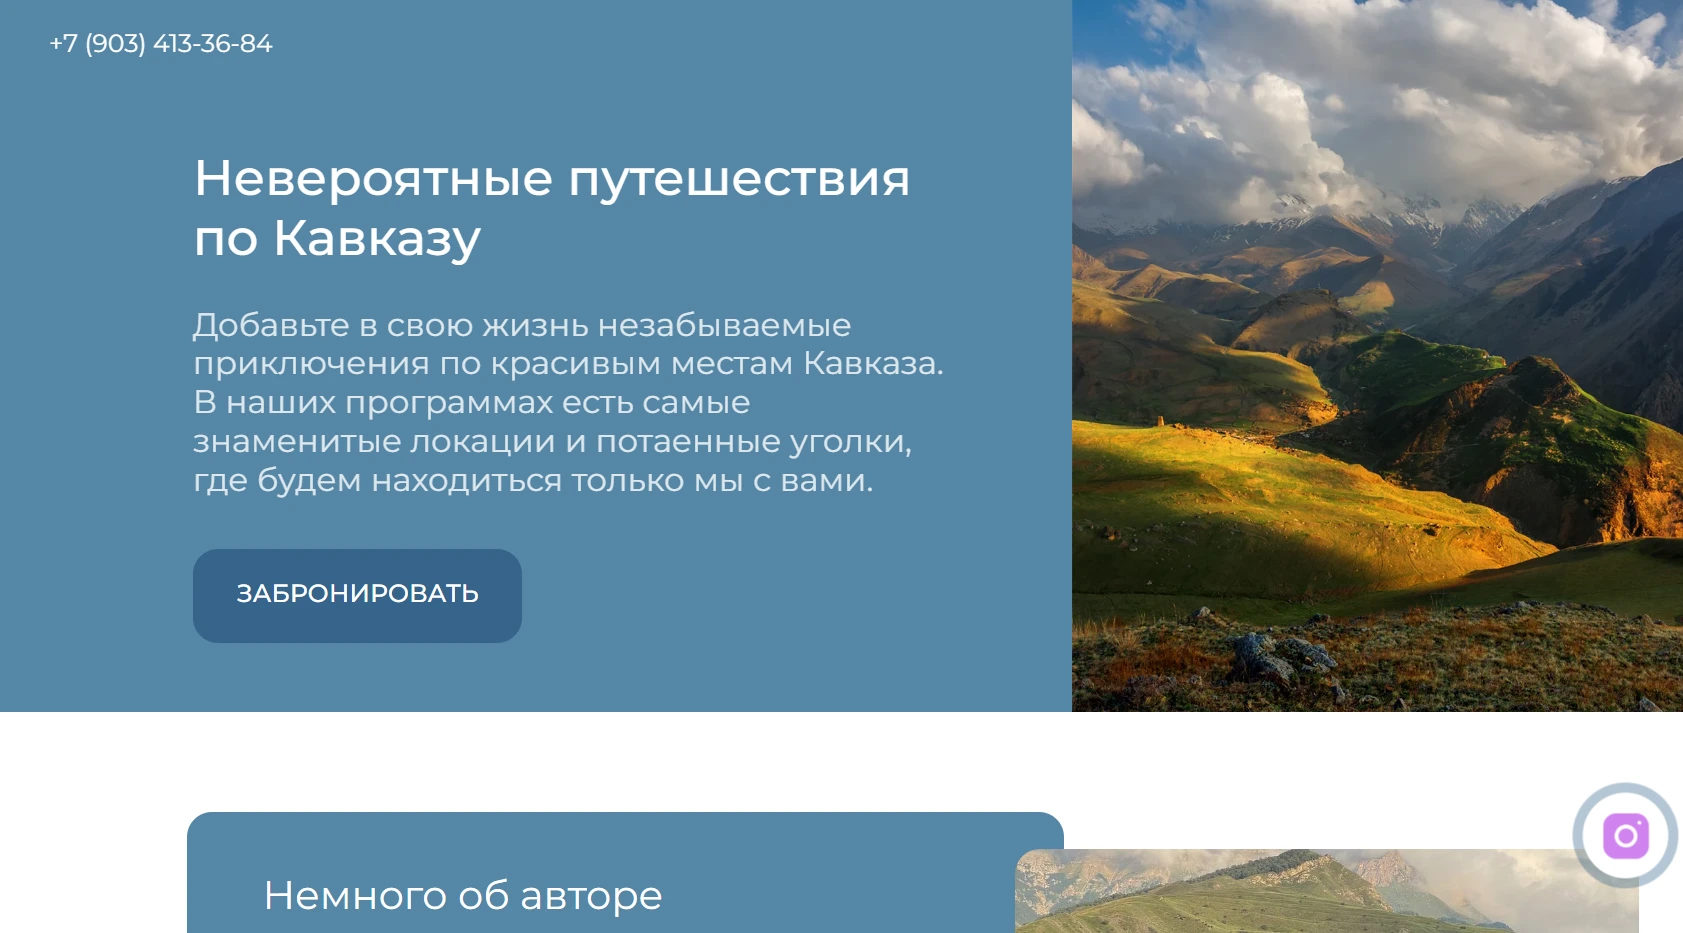 +7 (903) 413-36-84
Невероятные путешествия
по Кавказу
Добавьте в свою жизнь незабываемые
приключения по красивым местам Кавказа.
В наших программах есть самые
знаменитые локации и потаенные уголки,
где будем находиться только мы с вами.
ЗАБРОНИРОВАТЬ
Немного об авторе